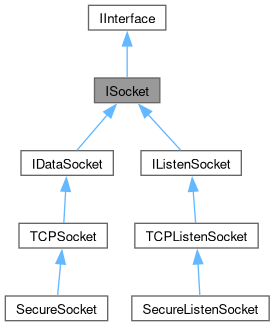 IInterface
ISocket
IDataSocket
IListenSocket
TCPSocket
TCPListenSocket
SecureSocket
SecureListenSocket